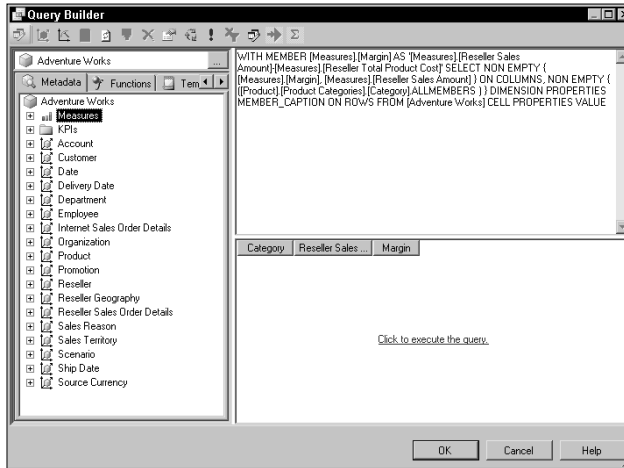 Query Builder
Adventure Works
...
Metadata
Functions
Tem
WITH MEMBER [Measures].[Margin] AS '[Measures].[Reseller Sales
Amount]-[Measures].[Reseller Total Product Cost]' SELECT NON EMPTY {
[Measures].[Margin], [Measures].[Reseller Sales Amount] } ON COLUMNS, NON EMPTY {
([Product].[Product Categories].[Category].ALLMEMBERS ) } DIMENSION PROPERTIES
MEMBER_CAPTION ON ROWS FROM [Adventure Works] CELL PROPERTIES VALUE
Adventure Works
Measures
KPIs
Account
Customer
Date
Delivery Date
Department
Employee
Internet Sales Order Details
Organization
Product
Promotion
Reseller
Reseller Geography
Reseller Sales Order Details
Sales Reason
Sales Territory
Scenario
Ship Date
Source Currency
Category
Reseller Sales ...
Margin
Click to execute the query.
OK
Cancel
Help